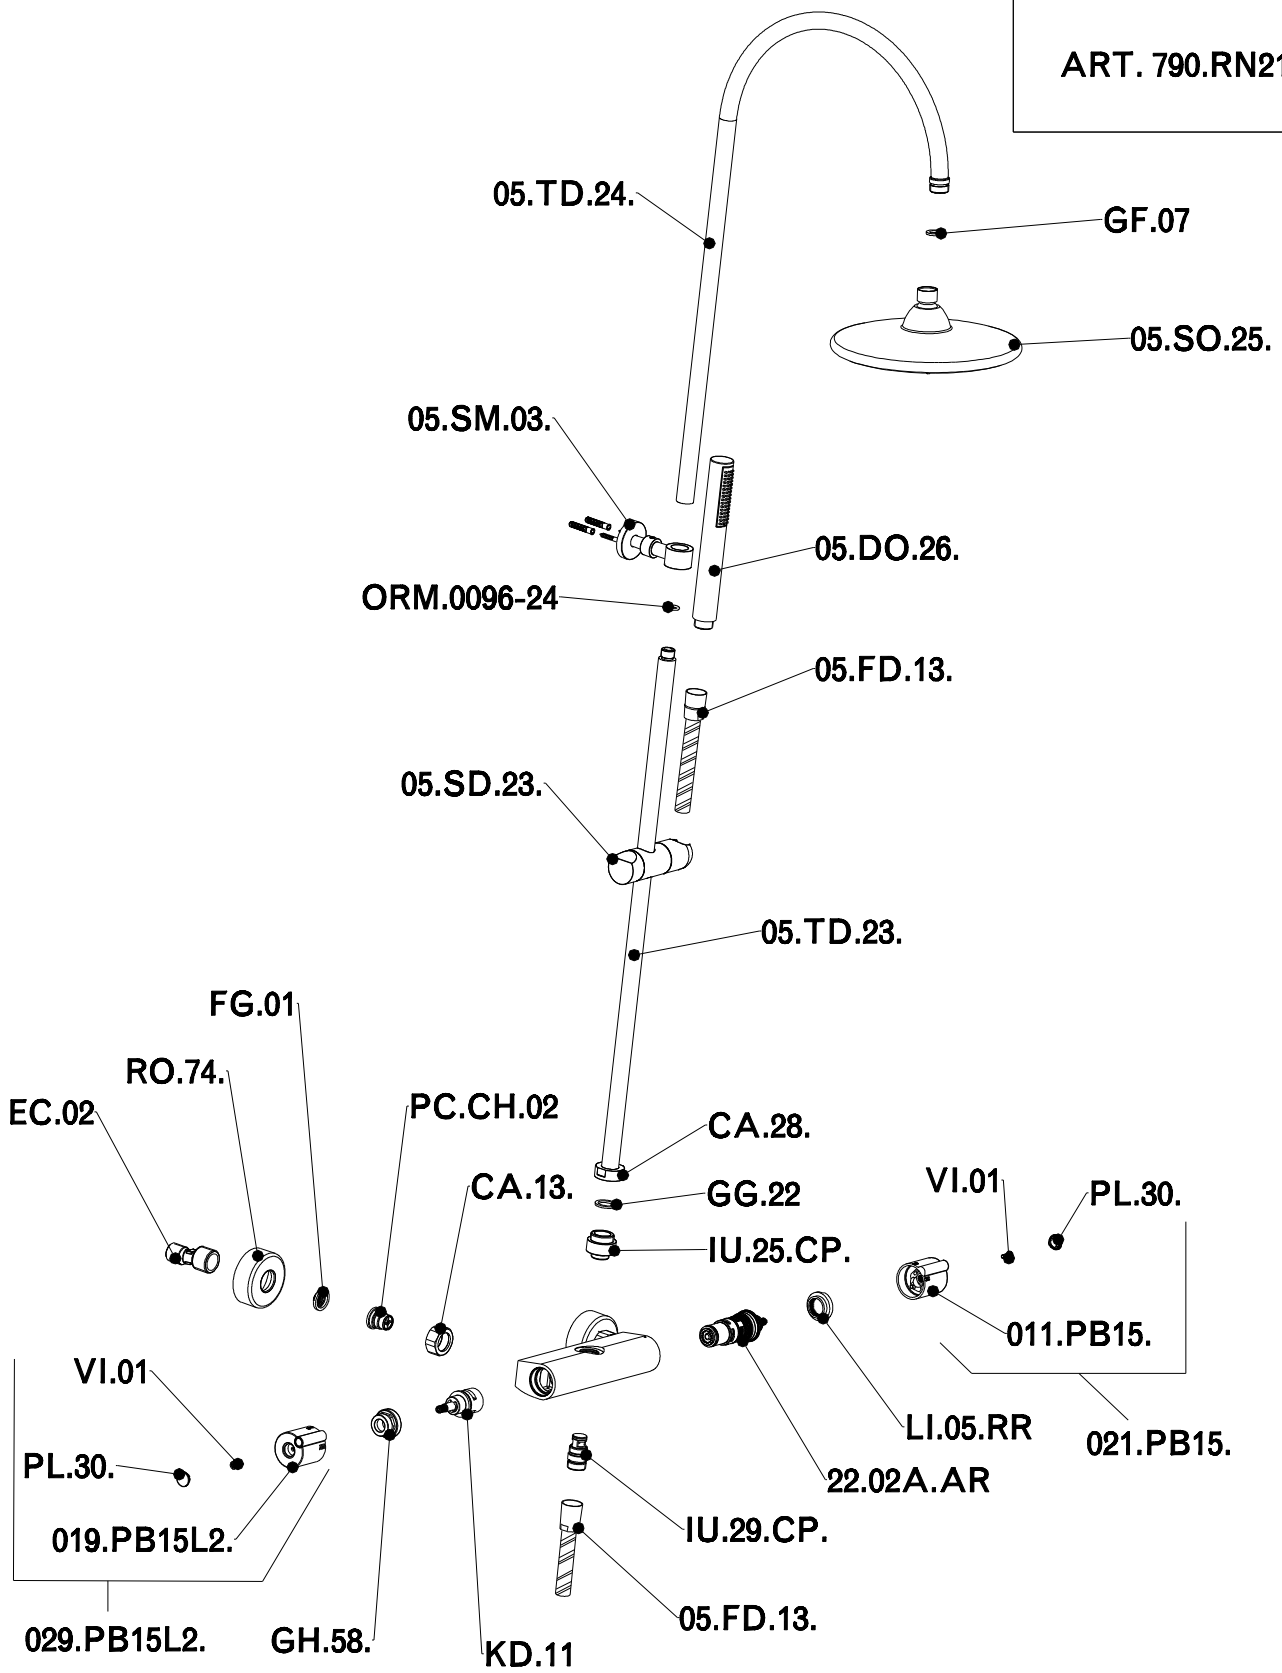 ART. 790.RN21
05.TD.24.
GF.07
05.SO.25.
05.SM.03.
05.DO.26.
ORM.0096-24
05.FD.13.
05.SD.23.
05.TD.23.
FG.01
RO.74.
EC.02
PC.CH.02
CA.28.
CA.13.
GG.22
VI.01
PL.30.
IU.25.CP.
011.PB15.
VI.01
LI.05.RR
021.PB15.
PL.30.
22.02A.AR
019.PB15L2.
IU.29.CP.
05.FD.13.
029.PB15L2.
GH.58.
KD.11